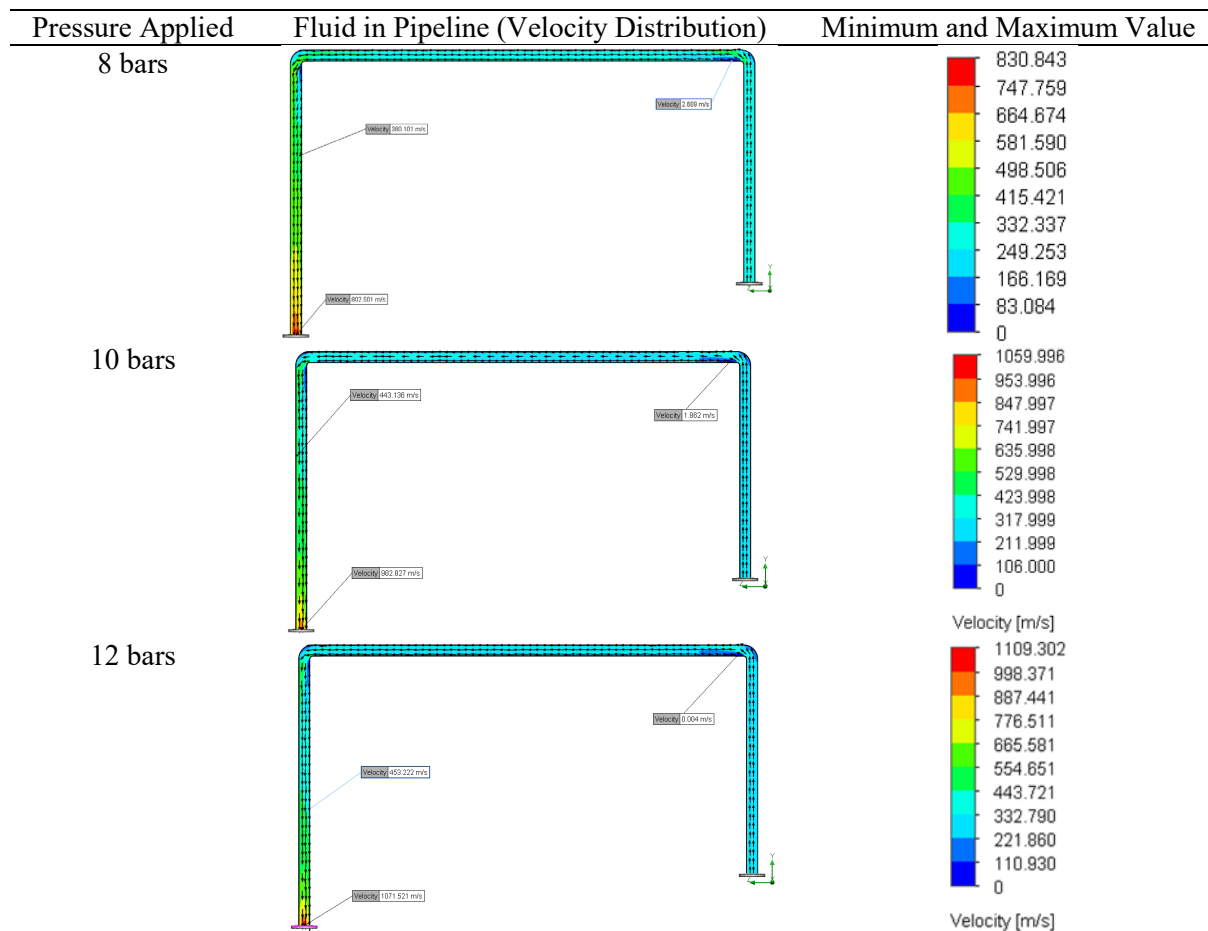 Pressure Applied Fluid in Pipeline (Velocity Distribution) Minimum and Maximum Value
8 bars
Velocity 2.689 m/s
Velocity 380.101 m/s
Velocity 802.501 m/s
830.843
747.759
664.674
581.590
498.506
415.421
332.337
249.253
166.169
83.084
0
10 bars
Velocity 443.136 m/s
Velocity 1.862 m/s
Velocity 982.827 m/s
1059.996
953.996
847.997
741.997
635.998
529.998
423.998
317.999
211.999
106.000
0
Velocity [m/s]
12 bars
Velocity 0.004 m/s
Velocity 453.222 m/s
Velocity 1071.521 m/s
1109.302
998.371
887.441
776.511
665.581
554.651
443.721
332.790
221.860
110.930
0
Velocity [m/s]